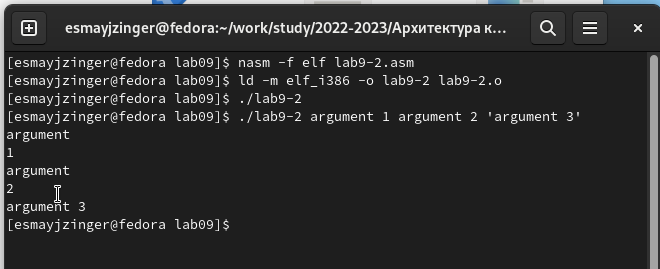 esmayjzinger@fedora:~/work/study/2022-2023/Архитектура к...
[esmayjzinger@fedora lab09]$ nasm -f elf lab9-2.asm
[esmayjzinger@fedora lab09]$ ld -m elf_i386 -o lab9-2 lab9-2.o
[esmayjzinger@fedora lab09]$ ./lab9-2
[esmayjzinger@fedora lab09]$ ./lab9-2 argument 1 argument 2 'argument 3'
argument
1
argument
2
argument 3
[esmayjzinger@fedora lab09]$